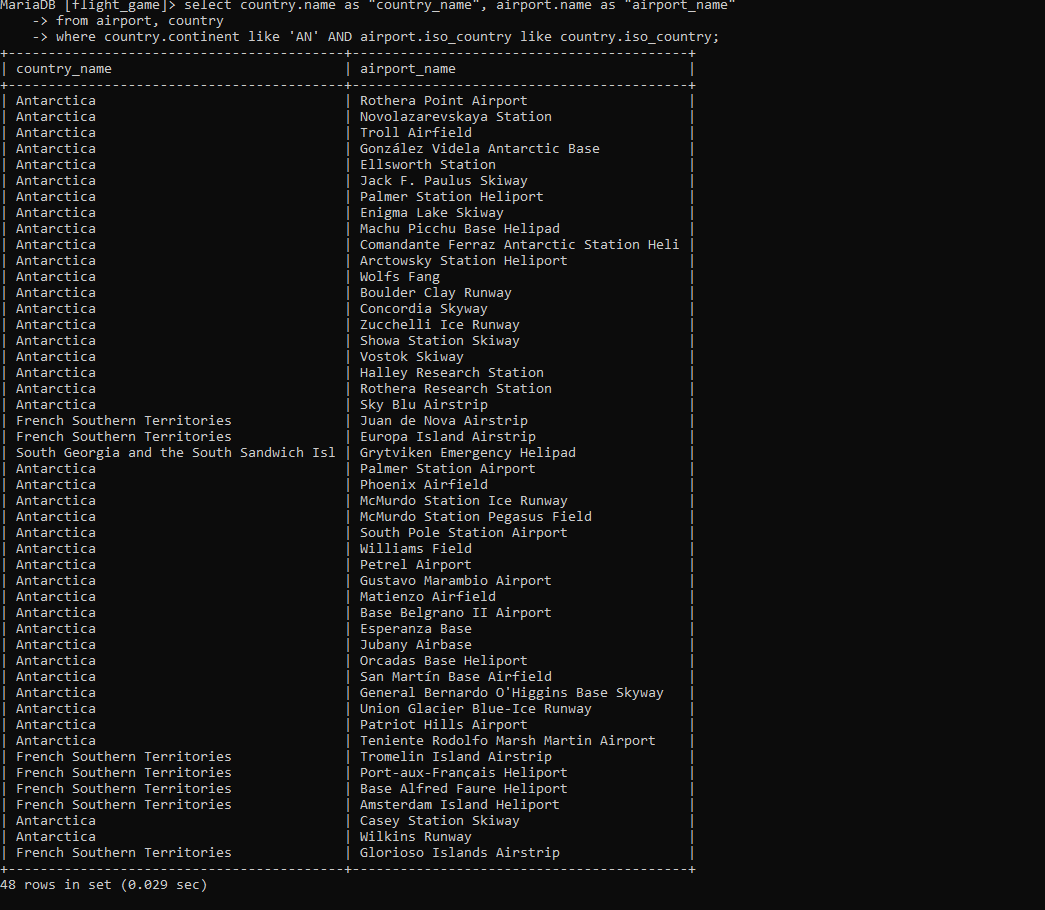 MariaDB [flight_game]> select country.name as "country_name", airport.name as "airport_name"
    -> from airport, country
    -> where country.continent like 'AN' AND airport.iso_country like country.iso_country;
+-----------------------------------------+------------------------------------------+
| country_name                            | airport_name                             |
+-----------------------------------------+------------------------------------------+
| Antarctica                              | Rothera Point Airport                    |
| Antarctica                              | Novolazarevskaya Station                 |
| Antarctica                              | Troll Airfield                           |
| Antarctica                              | González Videla Antarctic Base           |
| Antarctica                              | Ellsworth Station                        |
| Antarctica                              | Jack F. Paulus Skiway                    |
| Antarctica                              | Palmer Station Heliport                  |
| Antarctica                              | Enigma Lake Skiway                       |
| Antarctica                              | Machu Picchu Base Helipad                |
| Antarctica                              | Comandante Ferraz Antarctic Station Heli |
| Antarctica                              | Arctowsky Station Heliport               |
| Antarctica                              | Wolfs Fang                               |
| Antarctica                              | Boulder Clay Runway                      |
| Antarctica                              | Concordia Skyway                         |
| Antarctica                              | Zucchelli Ice Runway                     |
| Antarctica                              | Showa Station Skiway                     |
| Antarctica                              | Vostok Skiway                            |
| Antarctica                              | Halley Research Station                  |
| Antarctica                              | Rothera Research Station                 |
| Antarctica                              | Sky Blu Airstrip                         |
| French Southern Territories             | Juan de Nova Airstrip                    |
| French Southern Territories             | Europa Island Airstrip                   |
| South Georgia and the South Sandwich Isl | Grytviken Emergency Helipad              |
| Antarctica                              | Palmer Station Airport                   |
| Antarctica                              | Phoenix Airfield                         |
| Antarctica                              | McMurdo Station Ice Runway               |
| Antarctica                              | McMurdo Station Pegasus Field            |
| Antarctica                              | South Pole Station Airport               |
| Antarctica                              | Williams Field                           |
| Antarctica                              | Petrel Airport                           |
| Antarctica                              | Gustavo Marambio Airport                 |
| Antarctica                              | Matienzo Airfield                        |
| Antarctica                              | Base Belgrano II Airport                 |
| Antarctica                              | Esperanza Base                           |
| Antarctica                              | Jubany Airbase                           |
| Antarctica                              | Orcadas Base Heliport                    |
| Antarctica                              | San Martín Base Airfield                 |
| Antarctica                              | General Bernardo O'Higgins Base Skyway   |
| Antarctica                              | Union Glacier Blue-Ice Runway            |
| Antarctica                              | Patriot Hills Airport                    |
| Antarctica                              | Teniente Rodolfo Marsh Martin Airport    |
| French Southern Territories             | Tromelin Island Airstrip                 |
| French Southern Territories             | Port-aux-Français Heliport               |
| French Southern Territories             | Base Alfred Faure Heliport               |
| French Southern Territories             | Amsterdam Island Heliport                |
| Antarctica                              | Casey Station Skiway                     |
| Antarctica                              | Wilkins Runway                           |
| French Southern Territories             | Glorioso Islands Airstrip                |
+-----------------------------------------+------------------------------------------+
48 rows in set (0.029 sec)